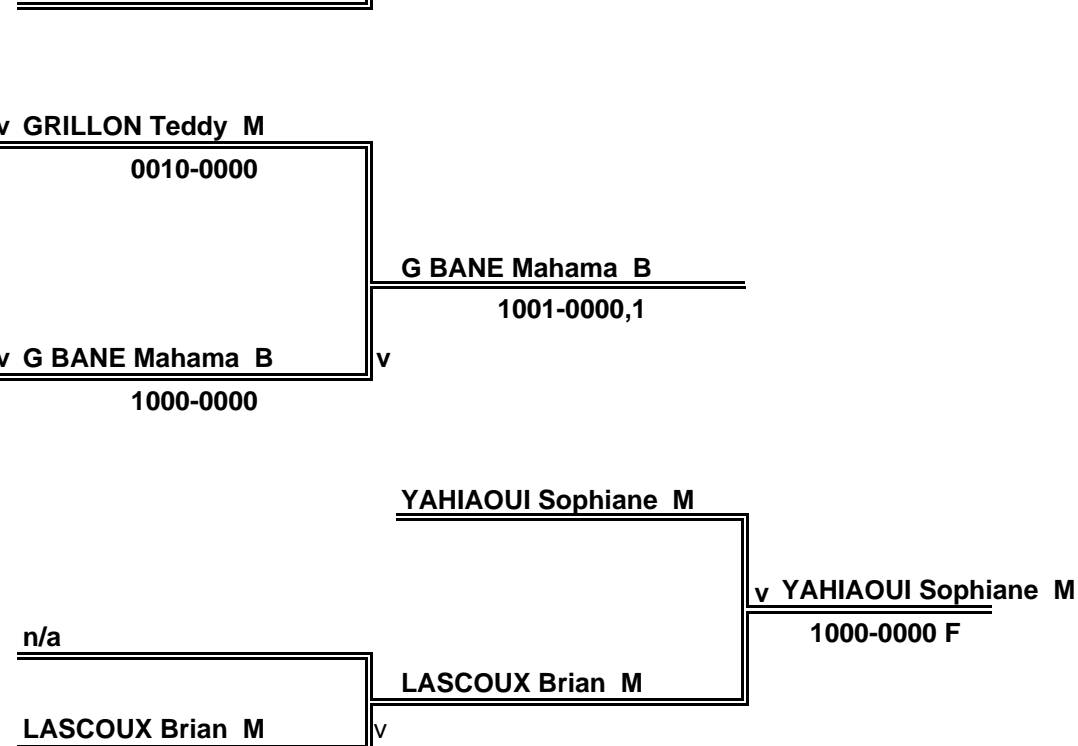 v GRILLON Teddy M
0010-0000
G BANE Mahama B
1001-0000,1
v G BANE Mahama B v
1000-0000
YAHIAOUI Sophiane M
v YAHIAOUI Sophiane M
1000-0000 F
n/a
LASCOUX Brian M
LASCOUX Brian M v